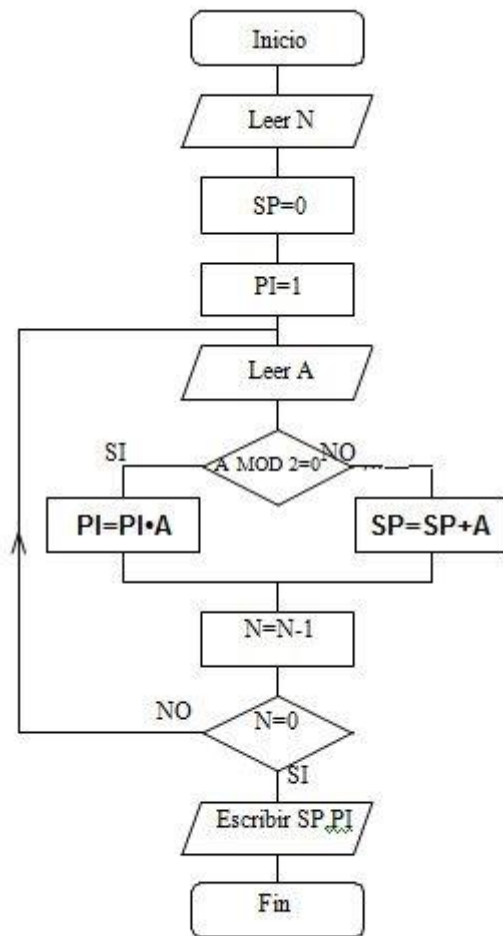 Inicio
Leer N
SP=0
PI=1
Leer A
SI
A MOD 2=0
NO
PI=PI•A
SP=SP+A
N=N-1
NO
N=0
SI
Escribir SP,PI
Fin